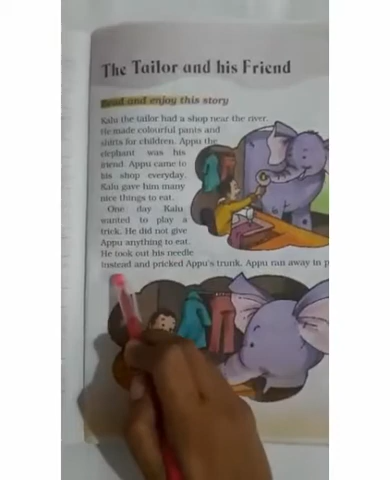 The Tailor and his Friend
Read and enjoy this story
Kalu the tailor had a shop near the river.
He made colourful pants and
shirts for children. Appu the
elephant was his
friend. Appu came to
his shop everyday.
Kalu gave him many
nice things to eat.
One day Kalu
wanted to play a
trick. He did not give
Appu anything to eat.
He took out his needle
instead and pricked Appu's trunk. Appu ran away in p